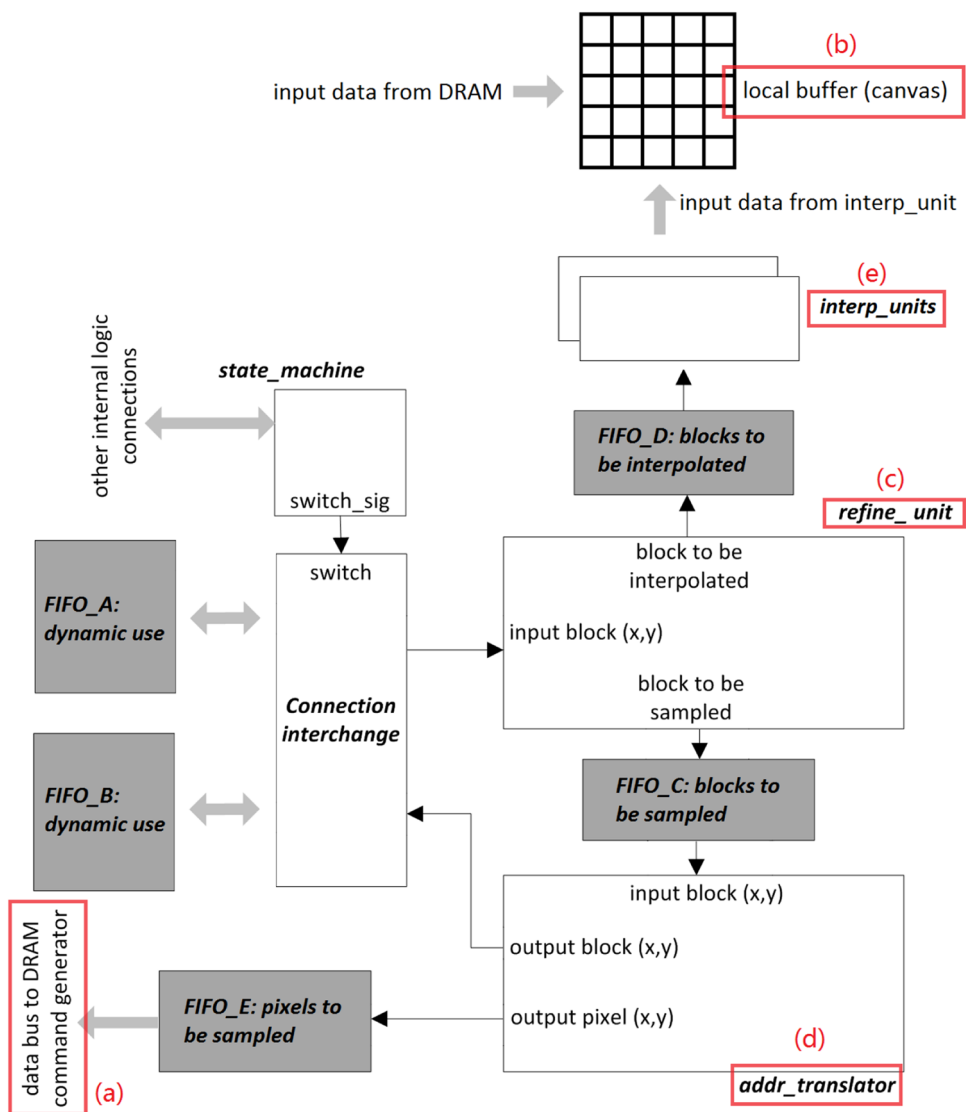 (b)
input data from DRAM
local buffer (canvas)
input data from interp_unit
(e)
interp_units
other internal logic
connections
state_machine
switch_sig
FIFO_D: blocks to
be interpolated
(c)
refine_ unit
switch
block to be
interpolated
FIFO_A:
dynamic use
input block (x,y)
Connection
interchange
block to be
sampled
FIFO_B:
dynamic use
FIFO_C: blocks to
be sampled
input block (x,y)
output block (x,y)
data bus to DRAM
command generator
FIFO_E: pixels to
be sampled
output pixel (x,y)
(a)
(d)
addr_translator